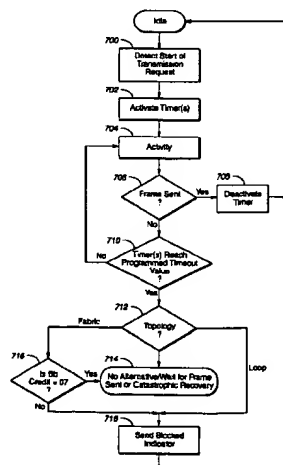 Idle
700
Detect Start of
Transmission
Request
702
Activate Timer(s)
704
Activity
706
Frame Sent
?
Yes
708
Deactivate
Timer
No
710
Timer(s) Reach
Programmed Timeout
Value
?
No
Yes
712
Topology
?
Fabric
Loop
716
Is Bb
Credit = 0?
?
Yes
714
No Alternative/Wait for Frame
Sent or Catastrophic Recovery
No
718
Send Blocked
Indicator